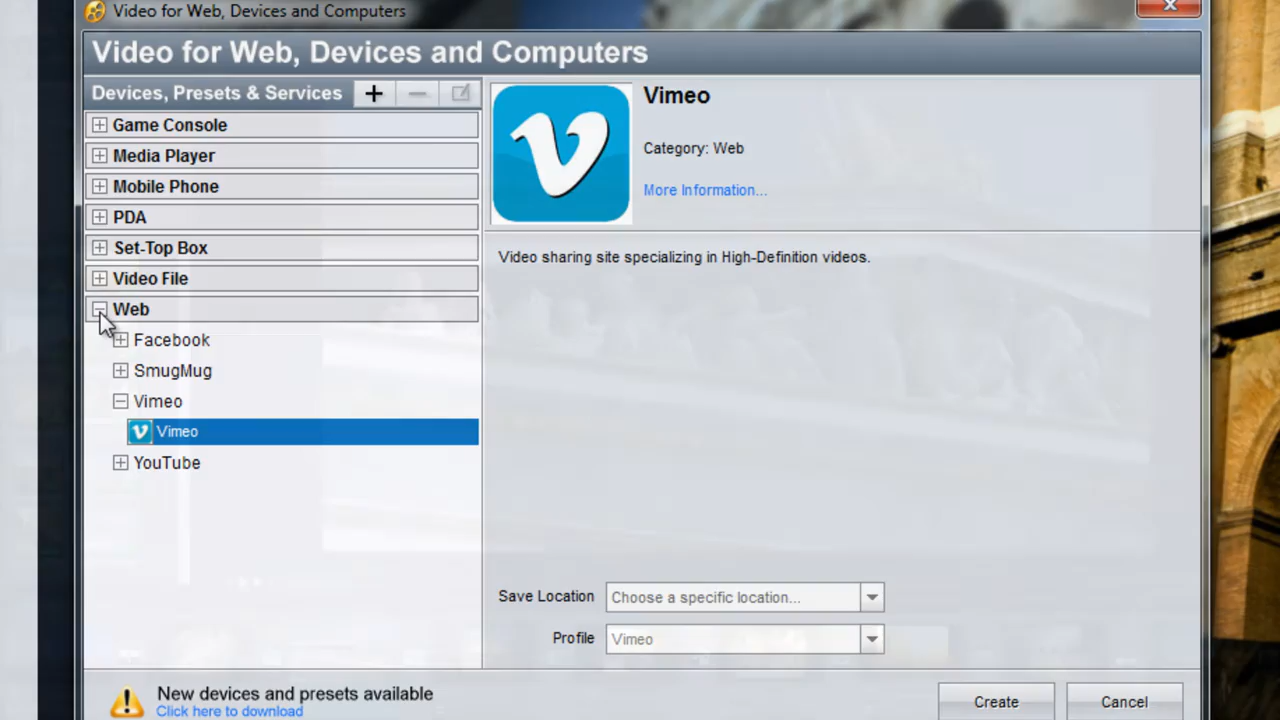 Video for Web, Devices and Computers
Video for Web, Devices and Computers
Devices, Presets & Services
Game Console
Media Player
Mobile Phone
PDA
Set-Top Box
Video File
Web
Facebook
SmugMug
Vimeo
Vimeo
YouTube
Vimeo
Category: Web
More Information...
Video sharing site specializing in High-Definition videos.
Save Location Choose a specific location...
Profile Vimeo
New devices and presets available
Click here to download
Create Cancel